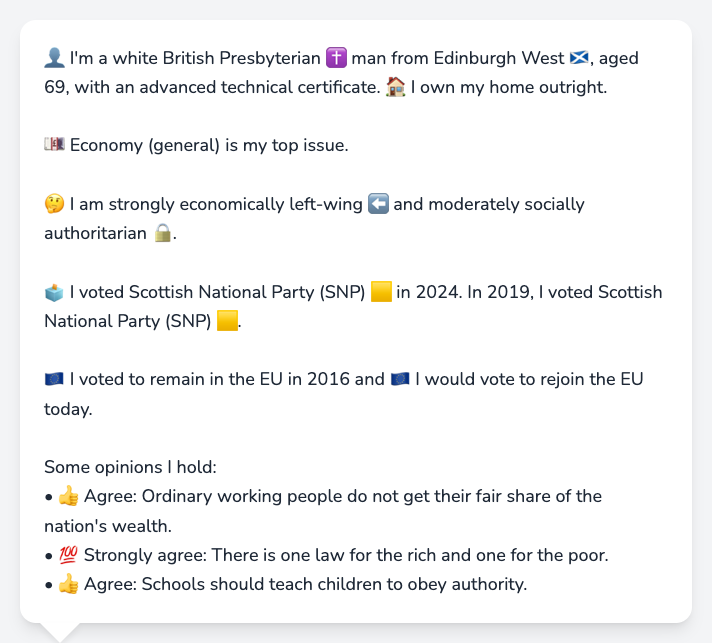 👤 I'm a white British Presbyterian ✝️ man from Edinburgh West 🏴󠁧󠁢󠁳󠁣󠁴󠁿, aged
69, with an advanced technical certificate. 🏠 I own my home outright.
💷 Economy (general) is my top issue.
🤔 I am strongly economically left-wing ⬅️ and moderately socially
authoritarian 🔒.
🗳️ I voted Scottish National Party (SNP) 🟨 in 2024. In 2019, I voted Scottish
National Party (SNP) 🟨.
🇪🇺 I voted to remain in the EU in 2016 and 🇪🇺 I would vote to rejoin the EU
today.
Some opinions I hold:
• 👍 Agree: Ordinary working people do not get their fair share of the
nation's wealth.
• 💯 Strongly agree: There is one law for the rich and one for the poor.
• 👍 Agree: Schools should teach children to obey authority.